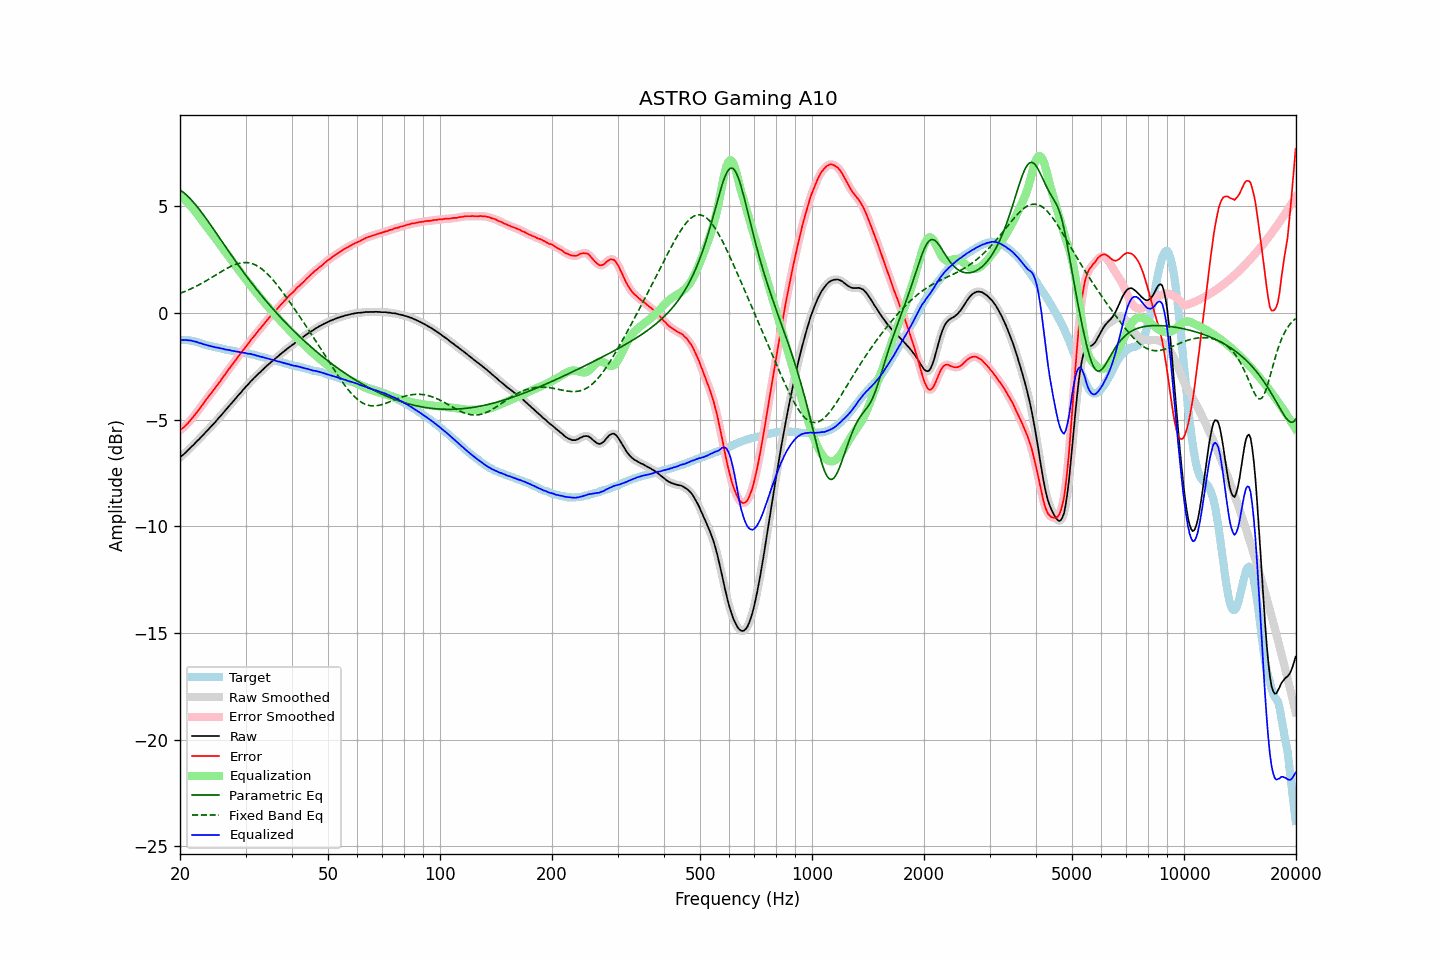 ASTRO Gaming A10
Amplitude (dBr)
5
0
−5
−10
−15
−20
−25
Target
Raw Smoothed
Error Smoothed
Raw
Error
Equalization
Parametric Eq
Fixed Band Eq
Equalized
20 50 100 200 500 1000 2000 5000 10000 20000
Frequency (Hz)